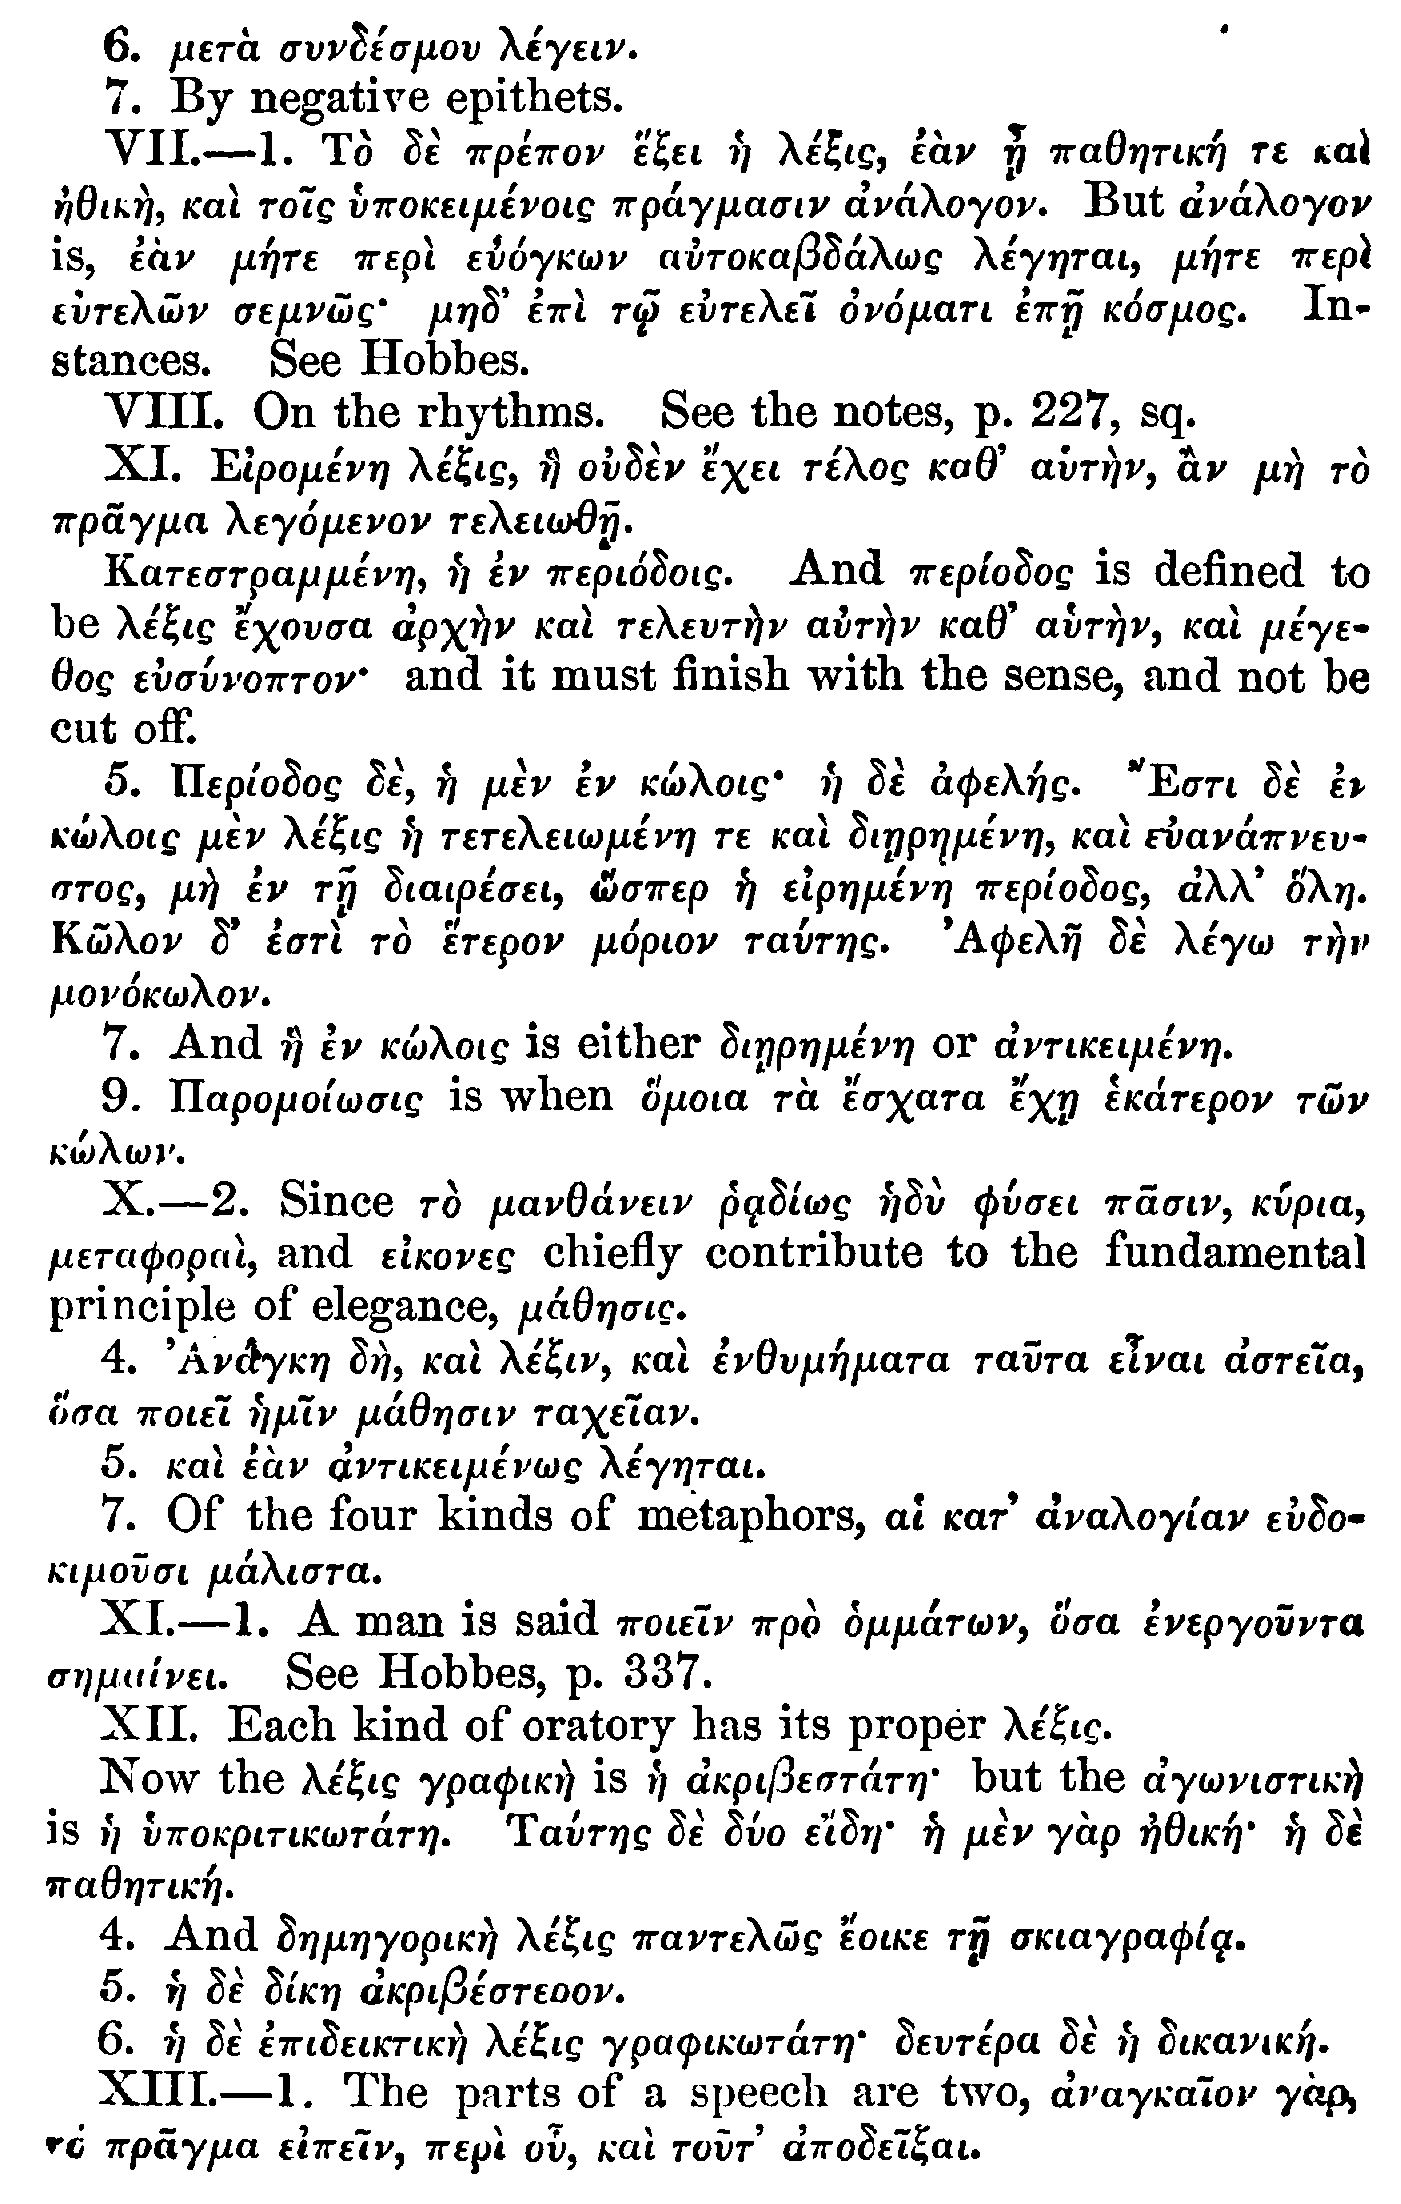 6. μετὰ συνδέσμου λέγειν.
7. By negative epithets.
VII.—1. Τὸ δὲ πρέπον ἕξει ἡ λέξις, ἐὰν ᾖ παθητική τε καὶ
ἠθικὴ, καὶ τοῖς ὑποκειμένοις πράγμασιν ἀνάλογον. But ἀνάλογον
is, ἐὰν μήτε περὶ εὐόγκων αὐτοκαβδάλως λέγηται, μήτε περὶ
εὐτελῶν σεμνῶς· μηδ’ ἐπὶ τῷ εὐτελεῖ ὀνόματι ἐπῇ κόσμος. In-
stances. See Hobbes.
VIII. On the rhythms. See the notes, p. 227, sq.
XI. Εἰρομένη λέξις, ἣ οὐδὲν ἔχει τέλος καθ’ αὑτὴν, ἂν μὴ τὸ
πρᾶγμα λεγόμενον τελειωθῇ.
Κατεστραμμένη, ἡ ἐν περιόδοις. And περίοδος is defined to
be λέξις ἔχουσα ἀρχὴν καὶ τελευτὴν αὐτὴν καθ’ αὑτὴν, καὶ μέγε-
θος εὐσύνοπτον· and it must finish with the sense, and not be
cut off.
5. Περίοδος δὲ, ἡ μὲν ἐν κώλοις· ἡ δὲ ἀφελής. Ἔστι δὲ ἐν
κώλοις μὲν λέξις ἡ τετελειωμένη τε καὶ διῃρημένη, καὶ εὐανάπνευ-
στος, μὴ ἐν τῇ διαιρέσει, ὥσπερ ἡ εἰρημένη περίοδος, ἀλλ’ ὅλη.
Κῶλον δ’ ἐστὶ τὸ ἕτερον μόριον ταύτης. Ἀφελῆ δὲ λέγω τὴν
μονόκωλον.
7. And ἣ ἐν κώλοις is either διῃρημένη or ἀντικειμένη.
9. Παρομοίωσις is when ὅμοια τὰ ἔσχατα ἔχῃ ἑκάτερον τῶν
κώλων.
X.—2. Since τὸ μανθάνειν ῥᾳδίως ἡδὺ φύσει πᾶσιν, κύρια,
μεταφοραὶ, and εἰκονες chiefly contribute to the fundamental
principle of elegance, μάθησις.
4. Ἀνάγκη δὴ, καὶ λέξιν, καὶ ἐνθυμήματα ταῦτα εἶναι ἀστεῖα,
ὅσα ποιεῖ ἡμῖν μάθησιν ταχεῖαν.
5. καὶ ἐὰν ἀντικειμένως λέγηται.
7. Of the four kinds of metaphors, αἱ κατ’ ἀναλογίαν εὐδο-
κιμοῦσι μάλιστα.
XI.—1. A man is said ποιεῖν πρὸ ὀμμάτων, ὅσα ἐνεργοῦντα
σημαίνει. See Hobbes, p. 337.
XII. Each kind of oratory has its proper λέξις.
Now the λέξις γραφικὴ is ἡ ἀκριβεστάτη· but the ἀγωνιστικὴ
is ἡ ὑποκριτικωτάτη. Ταύτης δὲ δύο εἴδη· ἡ μὲν γὰρ ἠθική· ἡ δὲ
παθητική.
4. And δημηγορικὴ λέξις παντελῶς ἔοικε τῇ σκιαγραφίᾳ.
5. ἡ δὲ δίκη ἀκριβέστερον.
6. ἡ δὲ ἐπιδεικτικὴ λέξις γραφικωτάτη· δευτέρα δὲ ἡ δικανική.
XIII.—1. The parts of a speech are two, ἀναγκαῖον γὰρ,
τό πρᾶγμα εἰπεῖν, περὶ οὗ, καὶ τοῦτ’ ἀποδεῖξαι.